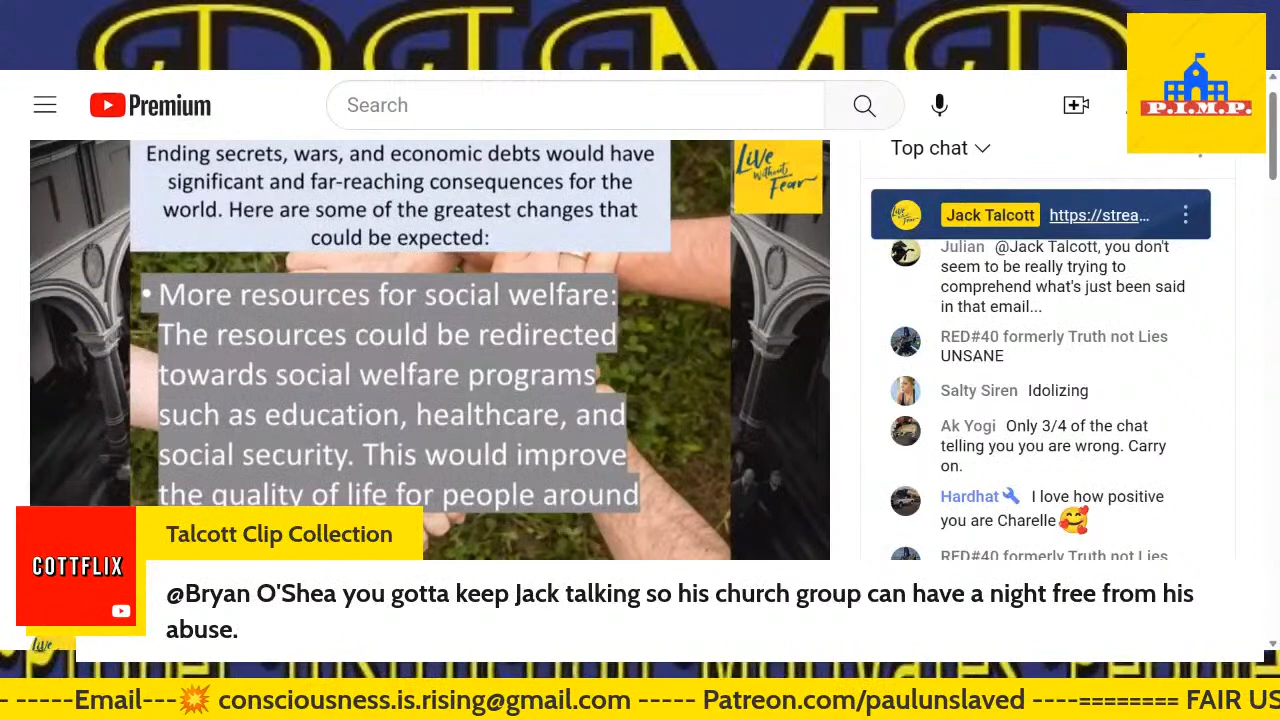 Premium
Search
P.I.M.P.
Ending secrets, wars, and economic debts would have
significant and far-reaching consequences for the
world. Here are some of the greatest changes that
could be expected:
Live
Without
Fear
• More resources for social welfare:
The resources could be redirected
towards social welfare programs
such as education, healthcare, and
social security. This would improve
the quality of life for people around
Top chat
Jack Talcott https://strea...
Julian @Jack Talcott, you don't
seem to be really trying to
comprehend what's just been said
in that email...
RED#40 formerly Truth not Lies
UNSANE
Salty Siren Idolizing
Ak Yogi Only 3/4 of the chat
telling you you are wrong. Carry
on.
Hardhat I love how positive
you are Charelle🥰
RED#40 formerly Truth not Lies
COTTFLIX
Talcott Clip Collection
@Bryan O'Shea you gotta keep Jack talking so his church group can have a night free from his
abuse.
Live
- -----Email---💥 consciousness.is.rising@gmail.com ----- Patreon.com/paulunslaved ----======== FAIR US